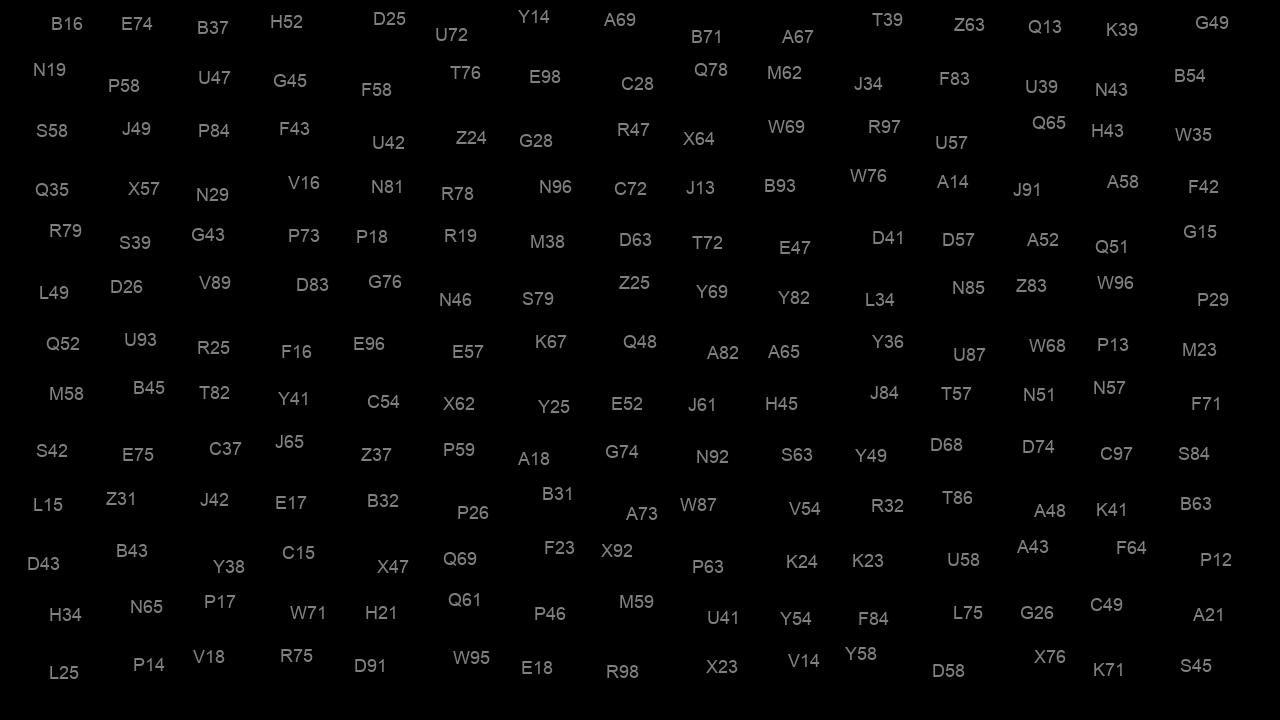 B16 E74 B37 H52 D25 U72 Y14 A69 B71 A67 T39 Z63 Q13 K39 G49
N19 P58 U47 G45 F58 T76 E98 C28 Q78 M62 J34 F83 U39 N43 B54
S58 J49 P84 F43 U42 Z24 G28 R47 X64 W69 R97 U57 Q65 H43 W35
Q35 X57 N29 V16 N81 R78 N96 C72 J13 B93 W76 A14 J91 A58 F42
R79 S39 G43 P73 P18 R19 M38 D63 T72 E47 D41 D57 A52 Q51 G15
L49 D26 V89 D83 G76 N46 S79 Z25 Y69 Y82 L34 N85 Z83 W96 P29
Q52 U93 R25 F16 E96 E57 K67 Q48 A82 A65 Y36 U87 W68 P13 M23
M58 B45 T82 Y41 C54 X62 Y25 E52 J61 H45 J84 T57 N51 N57 F71
S42 E75 C37 J65 Z37 P59 A18 G74 N92 S63 Y49 D68 D74 C97 S84
L15 Z31 J42 E17 B32 P26 B31 A73 W87 V54 R32 T86 A48 K41 B63
D43 B43 Y38 C15 X47 Q69 F23 X92 P63 K24 K23 U58 A43 F64 P12
H34 N65 P17 W71 H21 Q61 P46 M59 U41 Y54 F84 L75 G26 C49 A21
L25 P14 V18 R75 D91 W95 E18 R98 X23 V14 Y58 D58 X76 K71 S45